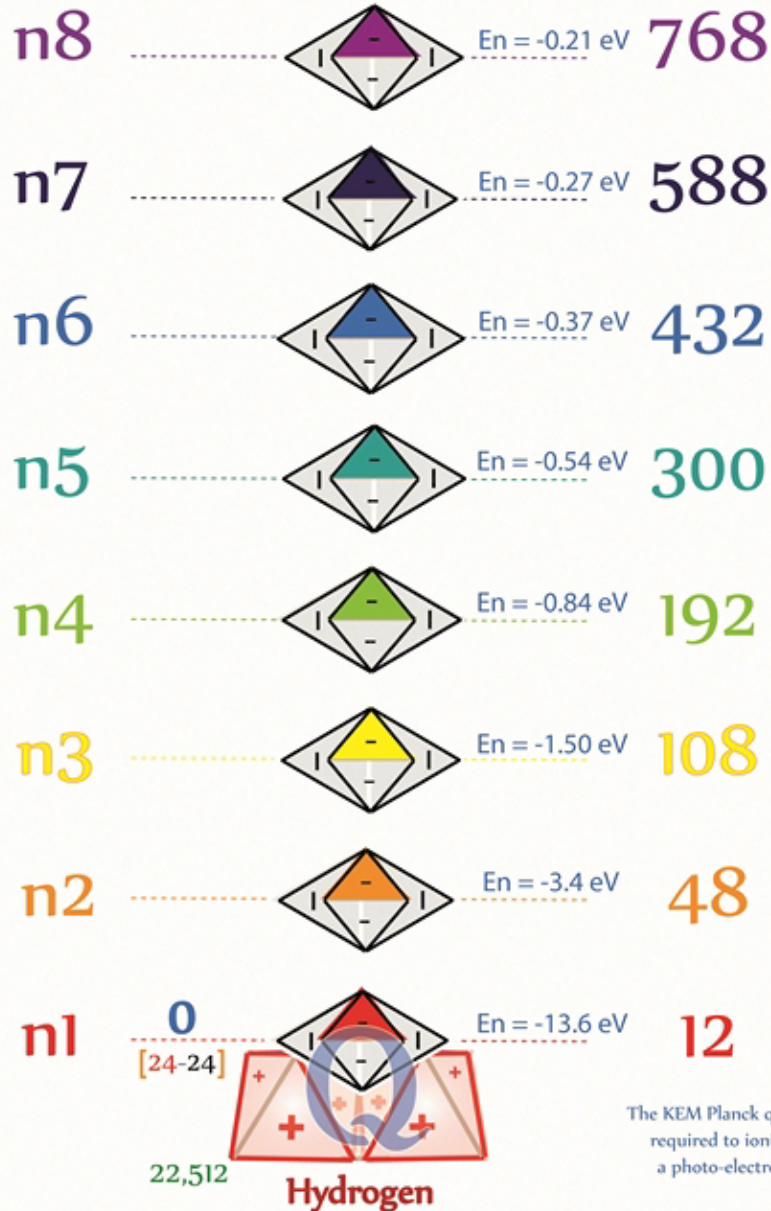 n8 En = -0.21 eV 768
n7 En = -0.27 eV 588
n6 En = -0.37 eV 432
n5 En = -0.54 eV 300
n4 En = -0.84 eV 192
n3 En = -1.50 eV 108
n2 En = -3.4 eV 48
n1 0 En = -13.6 eV 12
[24-24]
Q
The KEM Planck
required to
a photo-
22,512
Hydrogen